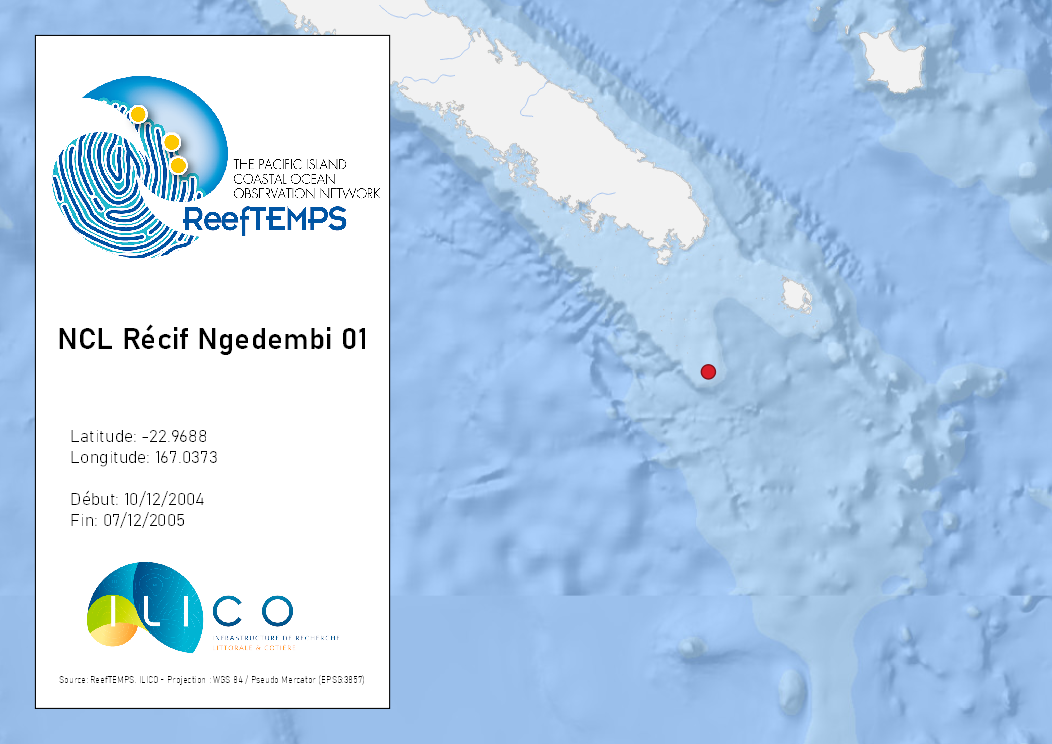 THE PACIFIC ISLAND
COASTAL OCEAN
OBSERVATION NETWORK
ReefTEMPS
NCL Récif Ngedembi 01
Latitude: -22.9688
Longitude: 167.0373
Début: 10/12/2004
Fin: 07/12/2005
ILICO
INFRASTRUCTURE DE RECHERCHE
LITTORALE & CÔTIÈRE
Source: ReefTEMPS, ILICO - Projection : WGS 84 / Pseudo Mercator (EPSG:3857)